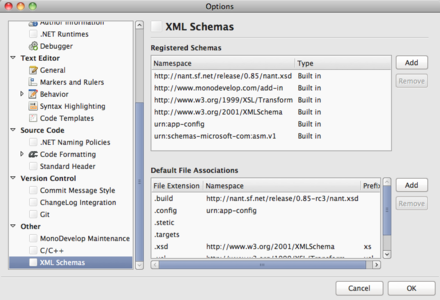 Options
Author Information
.NET Runtimes
Debugger
Text Editor
General
Markers and Rulers
Behavior
Syntax Highlighting
Code Templates
Source Code
.NET Naming Policies
Code Formatting
Standard Header
Version Control
Commit Message Style
ChangeLog Integration
Git
Other
MonoDevelop Maintenance
C/C++
XML Schemas
XML Schemas
Registered Schemas
Namespace Type
http://nant.sf.net/release/0.85/nant.xsd Built in
http://www.monodevelop.com/add-in Built in
http://www.w3.org/1999/XSL/Transform Built in
http://www.w3.org/2001/XMLSchema Built in
urn:app-config Built in
urn:schemas-microsoft-com:asm.v1 Built in
Add
Remove
Default File Associations
File Extension Namespace Prefix
.build http://nant.sf.net/release/0.85-rc3/nant.xsd
.config urn:app-config
.stetic
.targets
.xsd http://www.w3.org/2001/XMLSchema xs
Add
Remove
Cancel OK